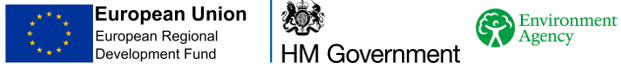 European Union
European Regional
Development Fund
HM Government
Environment
Agency